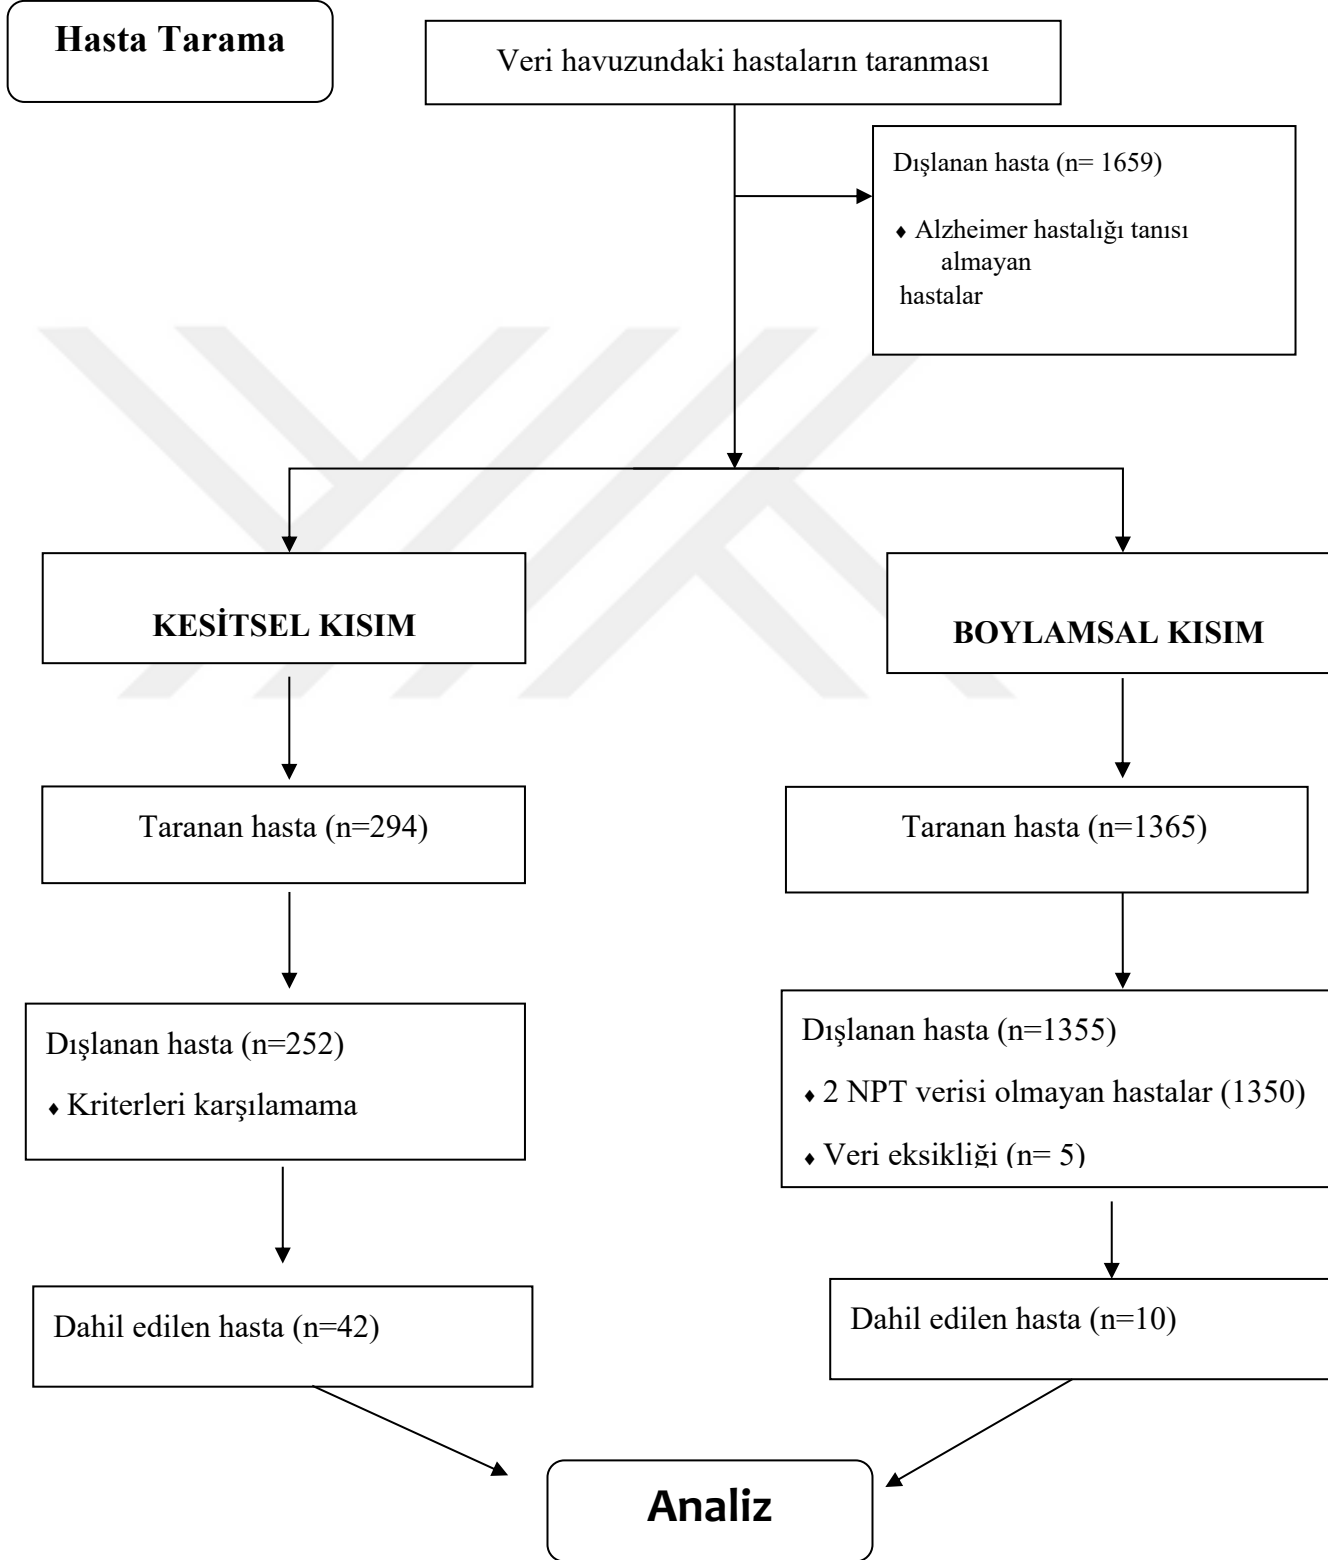 Hasta Tarama
Veri havuzundaki hastaların taranması
Dışlanan hasta (n= 1659)
♦ Alzheimer hastalığı tanısı
almayan
hastalar
KESİTSEL KISIM
BOYLAMSAL KISIM
Taranan hasta (n=294)
Taranan hasta (n=1365)
Dışlanan hasta (n=252)
♦ Kriterleri karşılamama
Dışlanan hasta (n=1355)
♦ 2 NPT verisi olmayan hastalar (1350)
♦ Veri eksikliği (n= 5)
Dahil edilen hasta (n=42)
Dahil edilen hasta (n=10)
Analiz